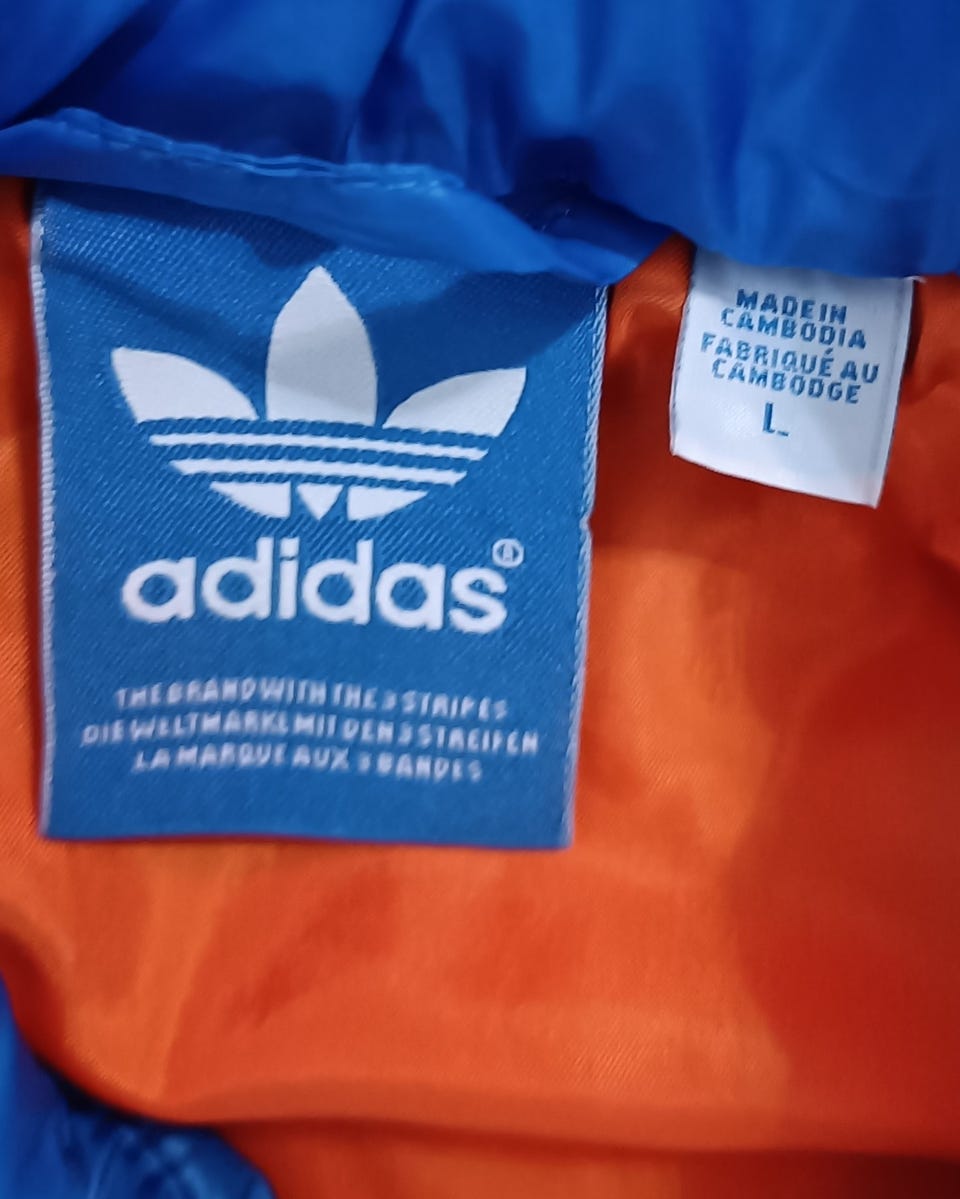 adidas®
THE BRAND WITH THE 3 STRIPES
DIE WELTMARKE MIT DEN 3 STREIFEN
LA MARQUE AUX 3 BANDES
MADE IN
CAMBODIA
FABRIQUÉ AU
CAMBODGE
L